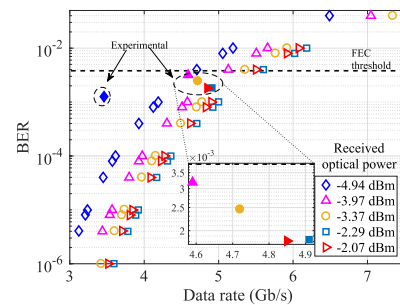 10⁻²
10⁻⁴
10⁻⁶
BER
3
4
5
6
7
Data rate (Gb/s)
Experimental
FEC
threshold
×10⁻³
3.5
3
2.5
2
4.6
4.7
4.8
4.9
Received
optical power
-4.94 dBm
-3.97 dBm
-3.37 dBm
-2.29 dBm
-2.07 dBm